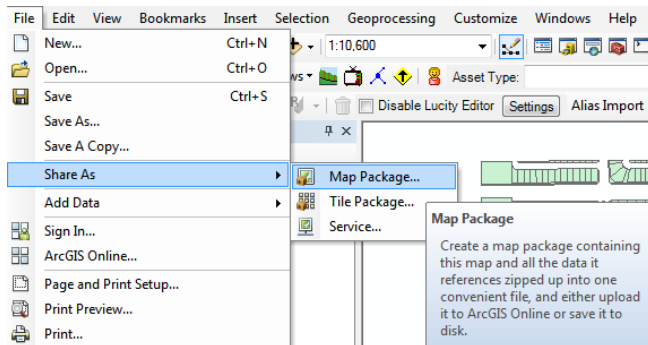 File Edit View Bookmarks Insert Selection Geoprocessing Customize Windows Help
New... Ctrl+N
1:10,600
Open... Ctrl+O
Asset Type:
Save Ctrl+S
Disable Lucity Editor Settings Alias Import
Save As...
Save A Copy...
Share As
Map Package...
Add Data
Tile Package...
Sign In...
Service...
ArcGIS Online...
Page and Print Setup...
Print Preview...
Print...
Map Package
Create a map package containing
this map and all the data it
references zipped up into one
convenient file, and either upload
it to ArcGIS Online or save it to
disk.